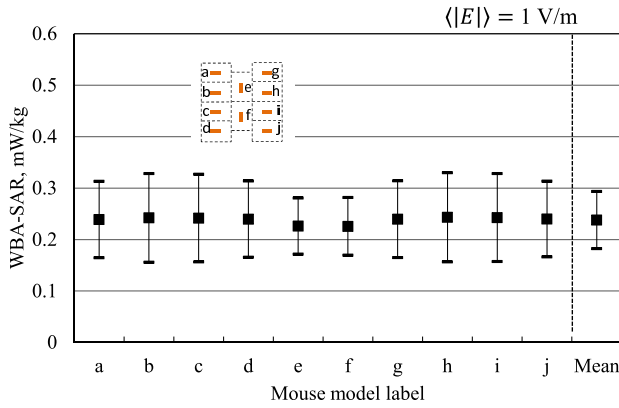 ⟨|E|⟩ = 1 V/m
0.6
0.5
0.4
0.3
0.2
0.1
0
WBA-SAR, mW/kg
a g
e
b h
c i
f
d j
a b c d e f g h i j Mean
Mouse model label